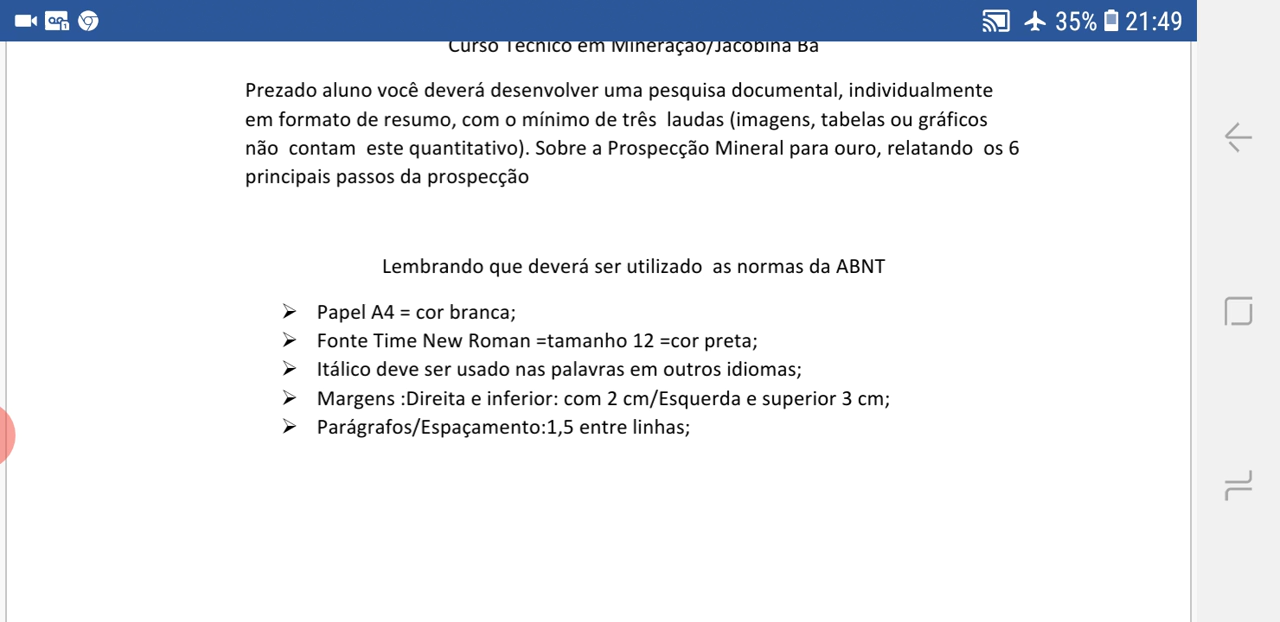 35% 21:49
Curso Técnico em Mineração/Jacobina Ba
Prezado aluno você deverá desenvolver uma pesquisa documental, individualmente
em formato de resumo, com o mínimo de três laudas (imagens, tabelas ou gráficos
não contam este quantitativo). Sobre a Prospecção Mineral para ouro, relatando os 6
principais passos da prospecção
Lembrando que deverá ser utilizado as normas da ABNT
➢ Papel A4 = cor branca;
➢ Fonte Time New Roman =tamanho 12 =cor preta;
➢ Itálico deve ser usado nas palavras em outros idiomas;
➢ Margens :Direita e inferior: com 2 cm/Esquerda e superior 3 cm;
➢ Parágrafos/Espaçamento:1,5 entre linhas;